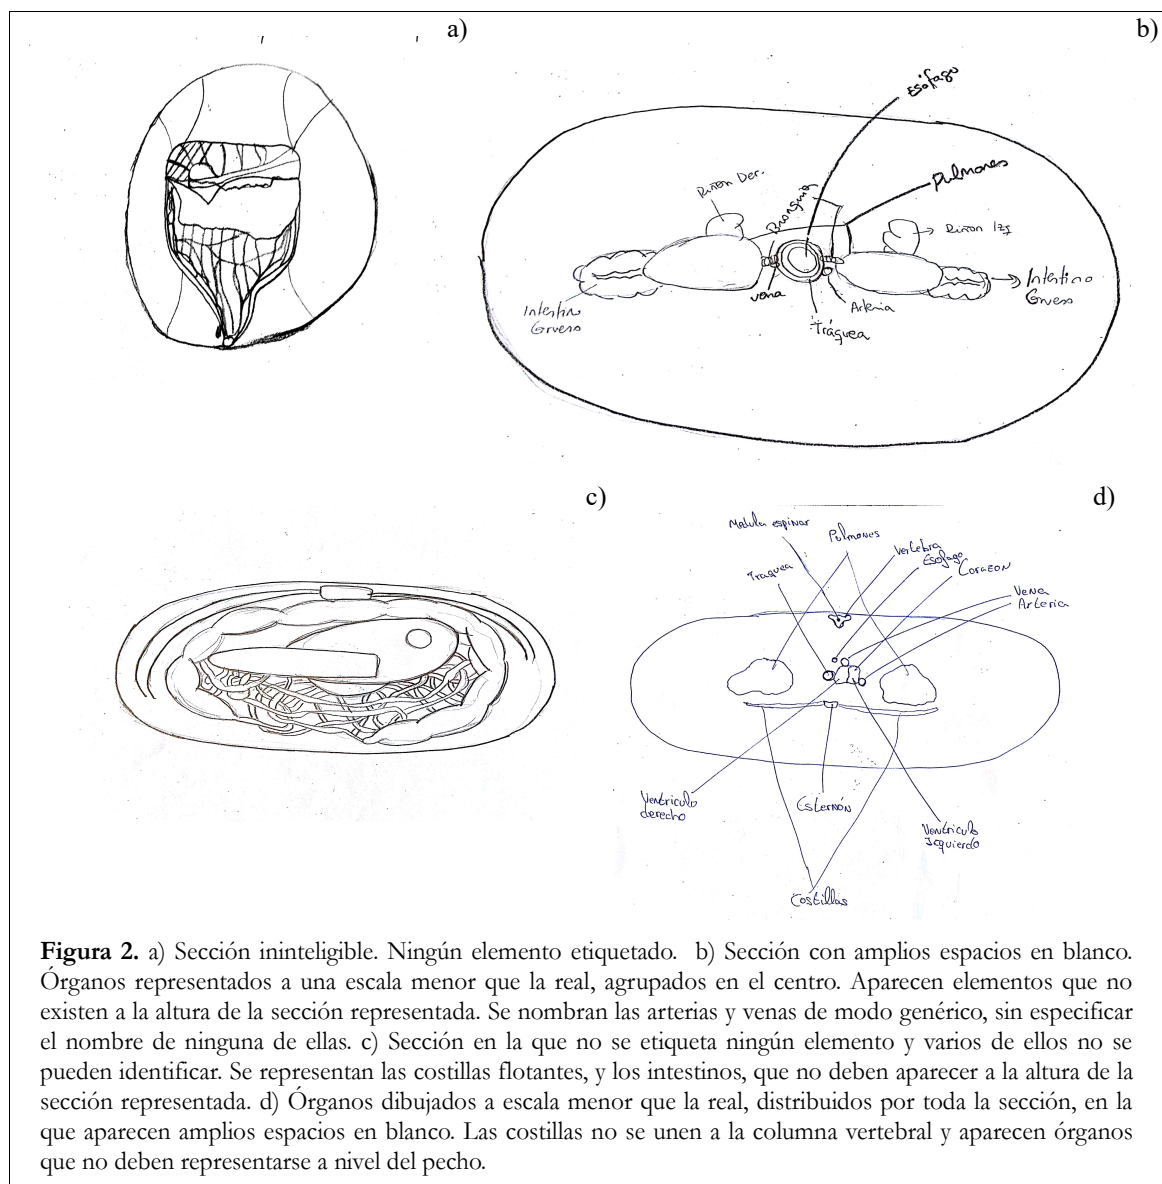 a)
b)
Esófago
Pulmones
Riñon Der.
Bronquios
Riñon Izq
vena
Arteria
Tráquea
Intestino
Grueso
Intestino
Grueso
c)
d)
Medula espinar
Pulmones
Vertebra
Esofago
Corazon
Traquea
Vena
Arteria
Ventriculo
derecho
Esternón
Ventriculo
Izquierdo
Costillas
Figura 2. a) Sección ininteligible. Ningún elemento etiquetado. b) Sección con amplios espacios en blanco.
Órganos representados a una escala menor que la real, agrupados en el centro. Aparecen elementos que no
existen a la altura de la sección representada. Se nombran las arterias y venas de modo genérico, sin especificar
el nombre de ninguna de ellas. c) Sección en la que no se etiqueta ningún elemento y varios de ellos no se
pueden identificar. Se representan las costillas flotantes, y los intestinos, que no deben aparecer a la altura de la
sección representada. d) Órganos dibujados a escala menor que la real, distribuidos por toda la sección, en la
que aparecen amplios espacios en blanco. Las costillas no se unen a la columna vertebral y aparecen órganos
que no deben representarse a nivel del pecho.